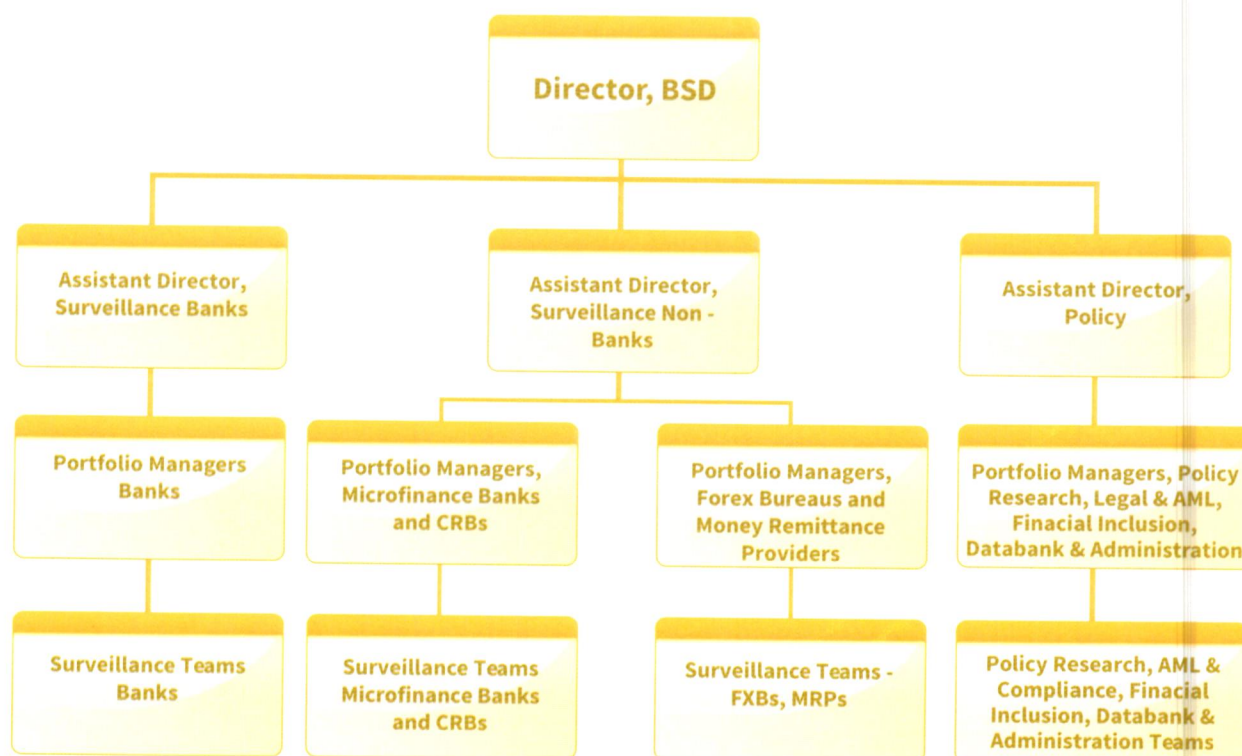 Director, BSD
Assistant Director,
Surveillance Banks
Assistant Director,
Surveillance Non -
Banks
Assistant Director,
Policy
Portfolio Managers
Banks
Portfolio Managers,
Microfinance Banks
and CRBs
Portfolio Managers,
Forex Bureaus and
Money Remittance
Providers
Portfolio Managers, Policy
Research, Legal & AML,
Finacial Inclusion,
Databank & Administration
Surveillance Teams
Banks
Surveillance Teams
Microfinance Banks
and CRBs
Surveillance Teams -
FXBs, MRPs
Policy Research, AML &
Compliance, Finacial
Inclusion, Databank &
Administration Teams